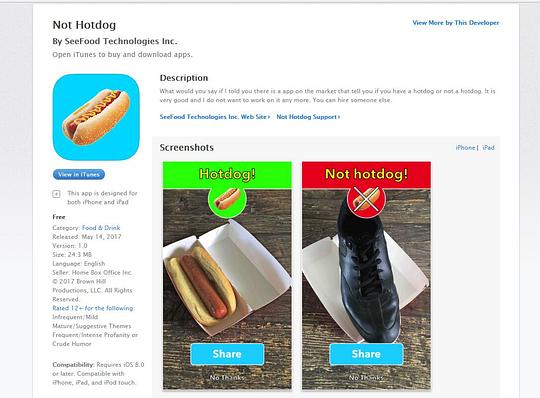 Not Hotdog
View More by This Developer
By SeeFood Technologies Inc.
Open iTunes to buy and download apps.
Description
What would you say if I told you there is a app on the market that tell you if you have a hotdog or not a hotdog. It is
very good and I do not want to work on it any more. You can hire someone else.
SeeFood Technologies Inc. Web Site
Not Hotdog Support
View in iTunes
This app is designed for
both iPhone and iPad
Free
Category: Food & Drink
Released: May 14, 2017
Version: 1.0
Size: 24.3 MB
Language: English
Seller: Home Box Office Inc.
© 2017 Brown Hill
Productions, LLC. All Rights
Reserved.
Rated 12+ for the following:
Infrequent/Mild
Mature/Suggestive Themes
Frequent/Intense Profanity or
Crude Humor
Compatibility: Requires iOS 8.0
or later. Compatible with
iPhone, iPad, and iPod touch.
Screenshots
iPhone | iPad
Hotdog!
Share
No Thanks
Not hotdog!
Share
No Thanks